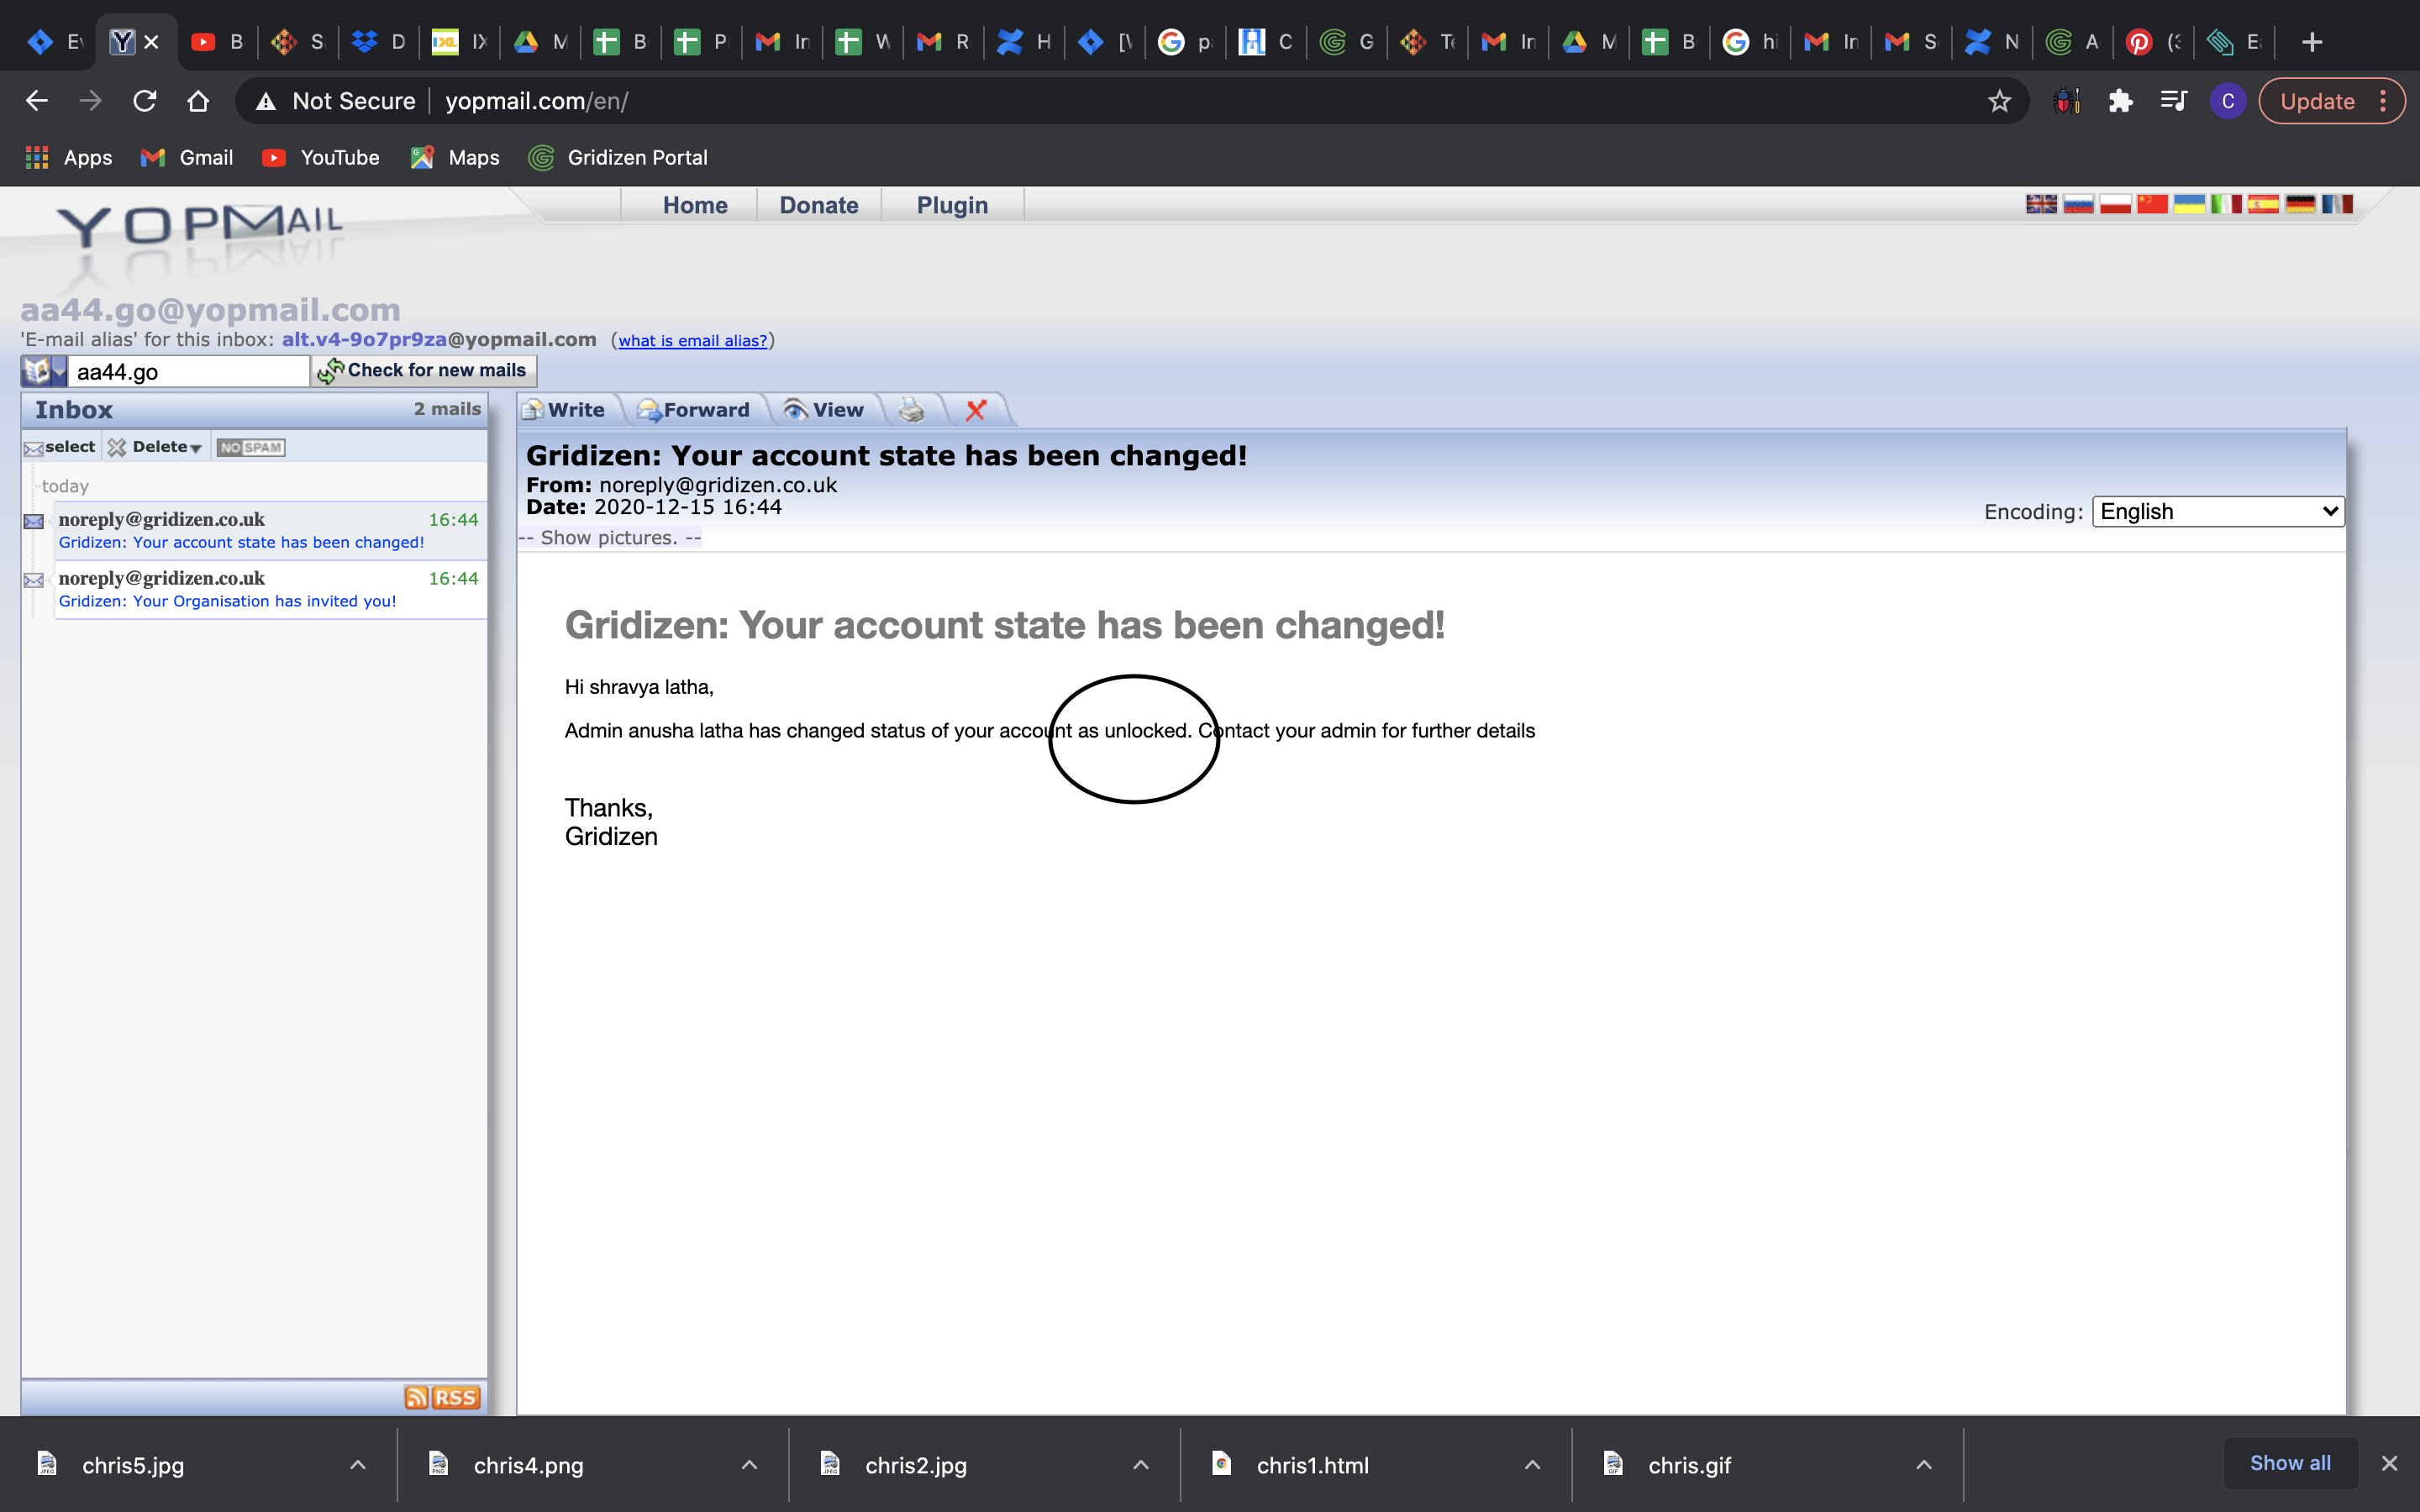 E
B
S
D
IXL IX
M
B
P
In
W
R
H
[\
p
C
G
Te
In
M
B
hi
In
S
N
A
(3
E
Not Secure yopmail.com/en/
C
Update
Apps Gmail YouTube Maps Gridizen Portal
YOPMAIL
Home Donate Plugin
aa44.go@yopmail.com
'E-mail alias' for this inbox: alt.v4-9o7pr9za@yopmail.com (what is email alias?)
aa44.go Check for new mails
Inbox 2 mails
select Delete NO SPAM
today
noreply@gridizen.co.uk 16:44
Gridizen: Your account state has been changed!
noreply@gridizen.co.uk 16:44
Gridizen: Your Organisation has invited you!
RSS
Write Forward View
Gridizen: Your account state has been changed!
From: noreply@gridizen.co.uk
Date: 2020-12-15 16:44
Encoding: English
-- Show pictures. --
Gridizen: Your account state has been changed!
Hi shravya latha,
Admin anusha latha has changed status of your account as unlocked. Contact your admin for further details
Thanks,
Gridizen
chris5.jpg chris4.png chris2.jpg chris1.html chris.gif Show all